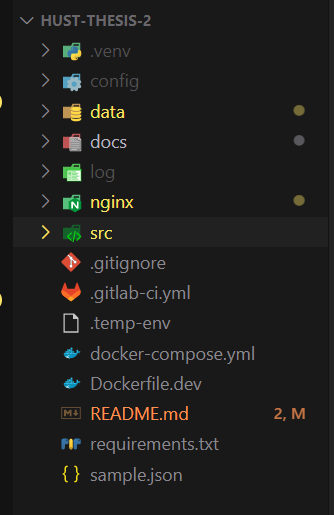 HUST-THESIS-2
.venv
config
data
docs
log
nginx
src
.gitignore
.gitlab-ci.yml
.temp-env
docker-compose.yml
Dockerfile.dev
README.md 2, M
requirements.txt
sample.json